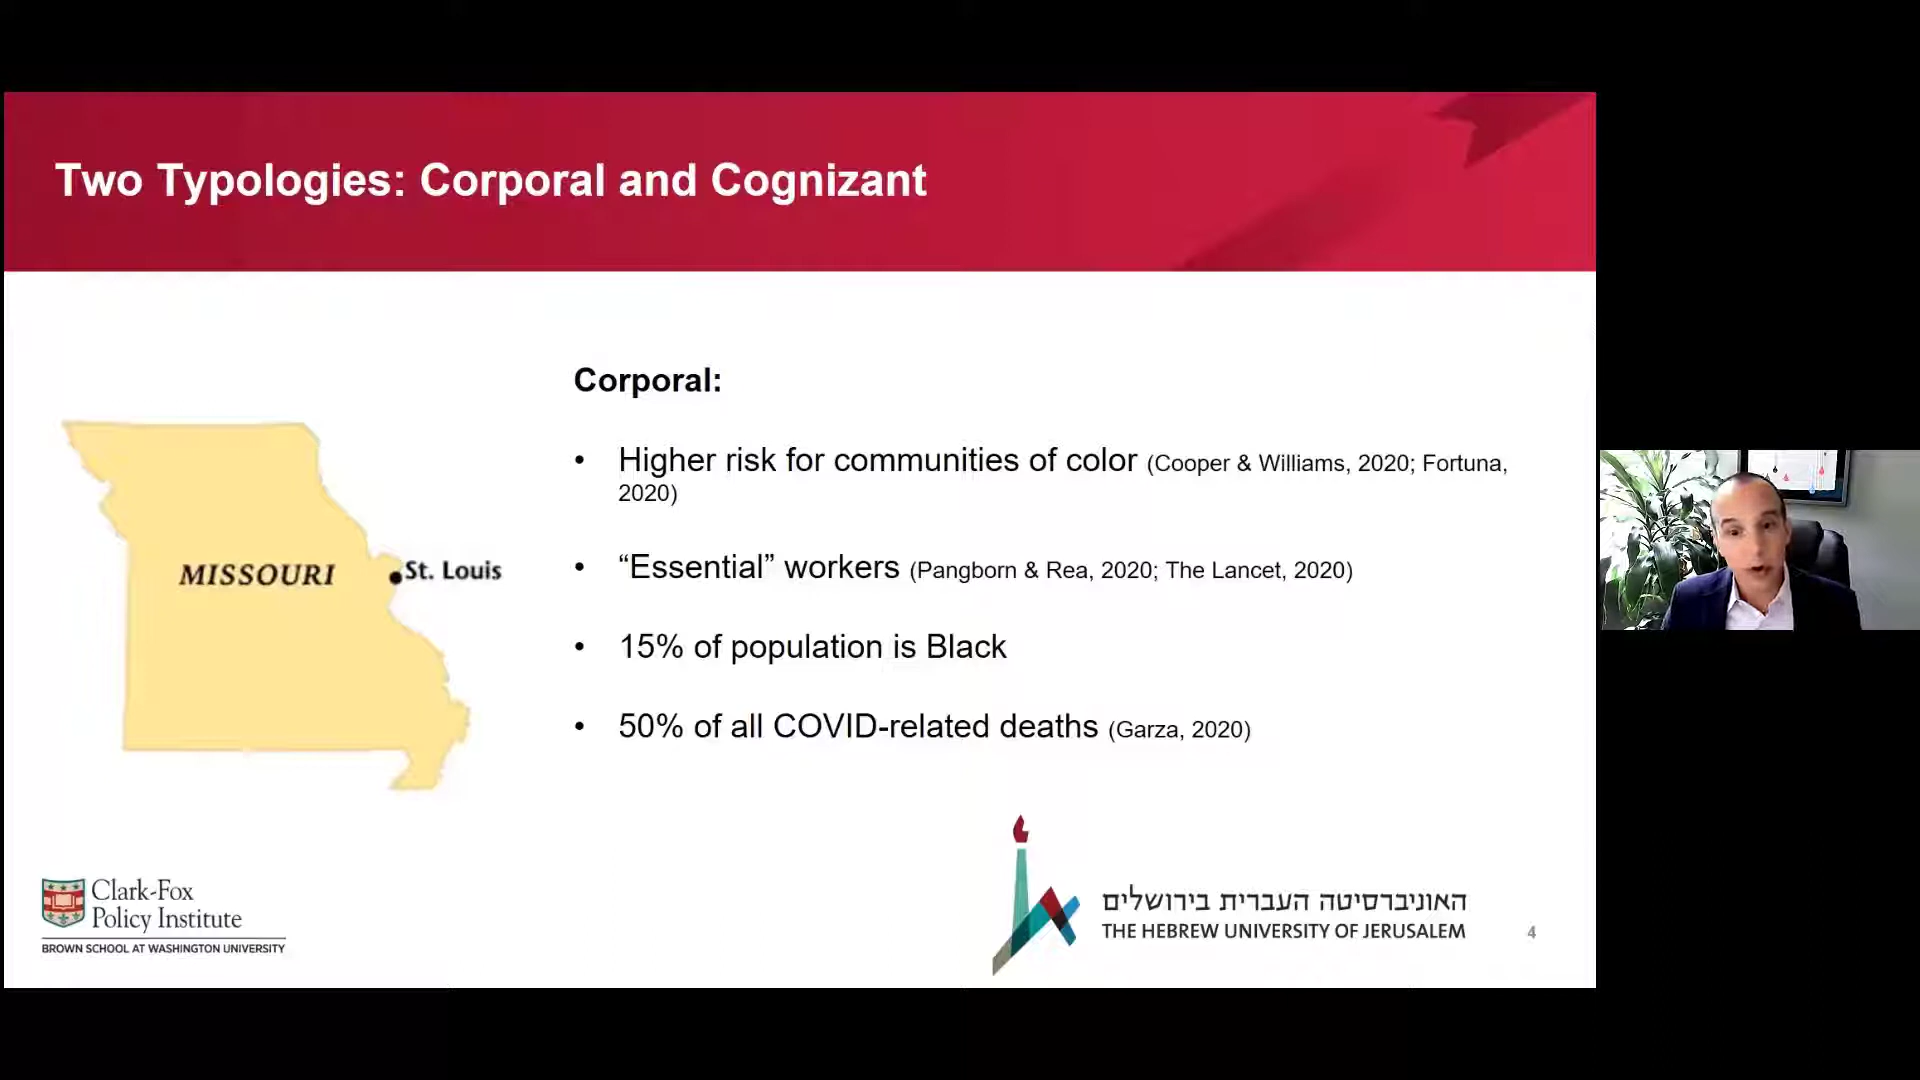 Two Typologies: Corporal and Cognizant
Corporal:
• Higher risk for communities of color (Cooper & Williams, 2020; Fortuna,
2020)
• “Essential” workers (Pangborn & Rea, 2020; The Lancet, 2020)
• 15% of population is Black
• 50% of all COVID-related deaths (Garza, 2020)
MISSOURI
St. Louis
Clark-Fox
Policy Institute
BROWN SCHOOL AT WASHINGTON UNIVERSITY
האוניברסיטה העברית בירושלים
THE HEBREW UNIVERSITY OF JERUSALEM
4